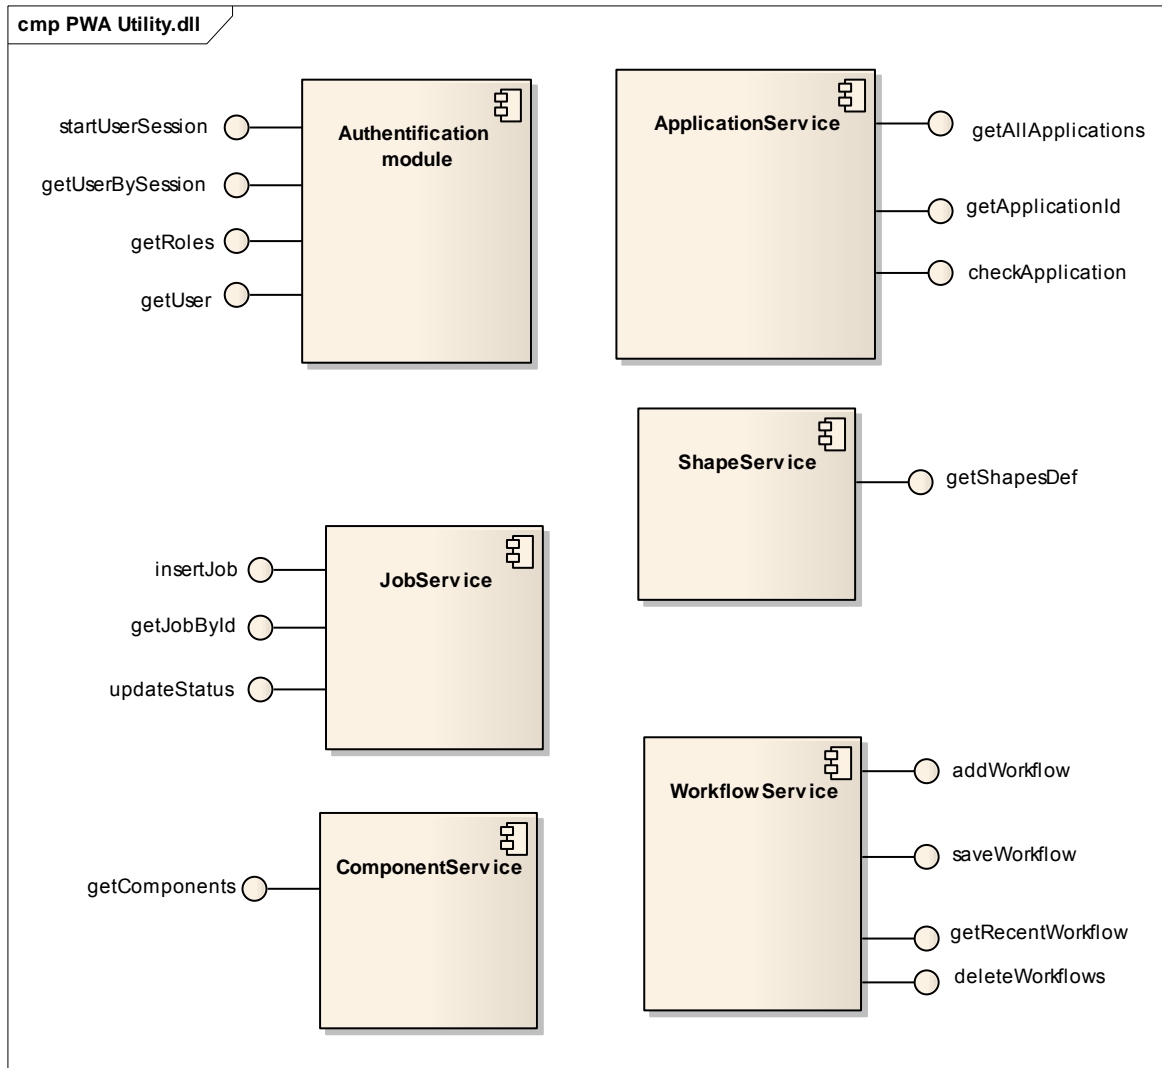 cmp PWA Utility.dll
startUserSession
getUserBySession
getRoles
getUser
Authentification
module
ApplicationService
getAllApplications
getApplicationId
checkApplication
ShapeService
getShapesDef
insertJob
getJobById
updateStatus
JobService
WorkflowService
addWorkflow
saveWorkflow
getRecentWorkflow
deleteWorkflows
getComponents
ComponentService